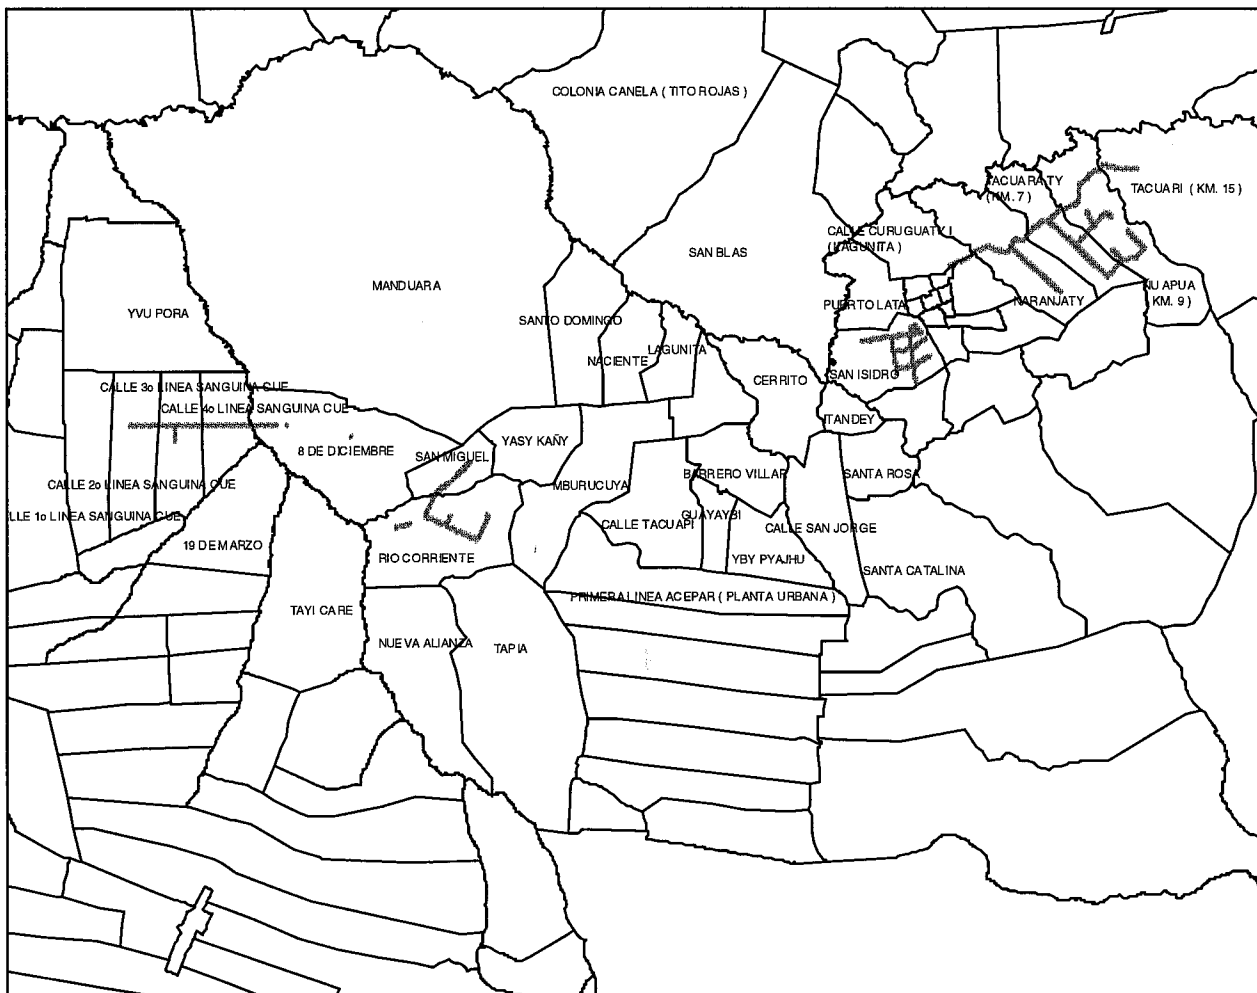 COLONIA CANELA ( TITO ROJAS )
TACUARA TY
(KM. 7)
TACUARI ( KM. 15 )
CALLE CURUGUATY I
( LAGUNITA )
SAN BLAS
MANDUARA
YVU PORA
PUERTO LATA
NARANJATY
ÑU APUA
KM. 9 )
SANTO DOMINGO
NACIENTE
LAGUNITA
CERRITO
SAN ISIDRO
CALLE 3o LINEA SANGUINA CUE
CALLE 4o LINEA SANGUINA CUE
ITANDEY
8 DE DICIEMBRE
SAN MIGUEL
YASY KAÑY
CALLE 2o LINEA SANGUINA CUE
MBURUCUYA
BARRERO VILLAR
SANTA ROSA
LLE 1o LINEA SANGUINA CUE
GUAYAYBI
CALLE TACUAPI
CALLE SAN JORGE
19 DE MARZO
RIO CORRIENTE
YBY PYAJHU
SANTA CATALINA
TAYI CARE
PRIMERA LINEA ACEPAR ( PLANTA URBANA )
NUEVA ALIANZA
TAPIA